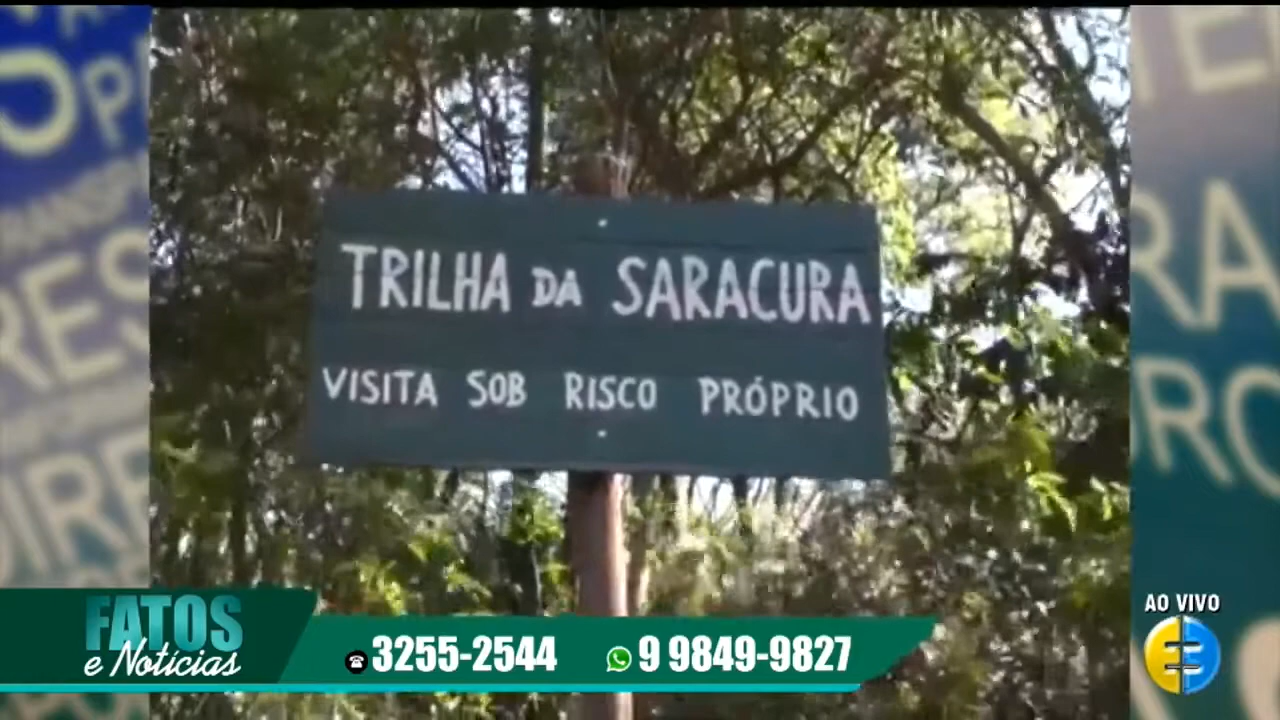 TRILHA DA SARACURA
VISITA SOB RISCO PRÓPRIO
AO VIVO
FATOS
e Notícias
3255-2544
9 9849-9827